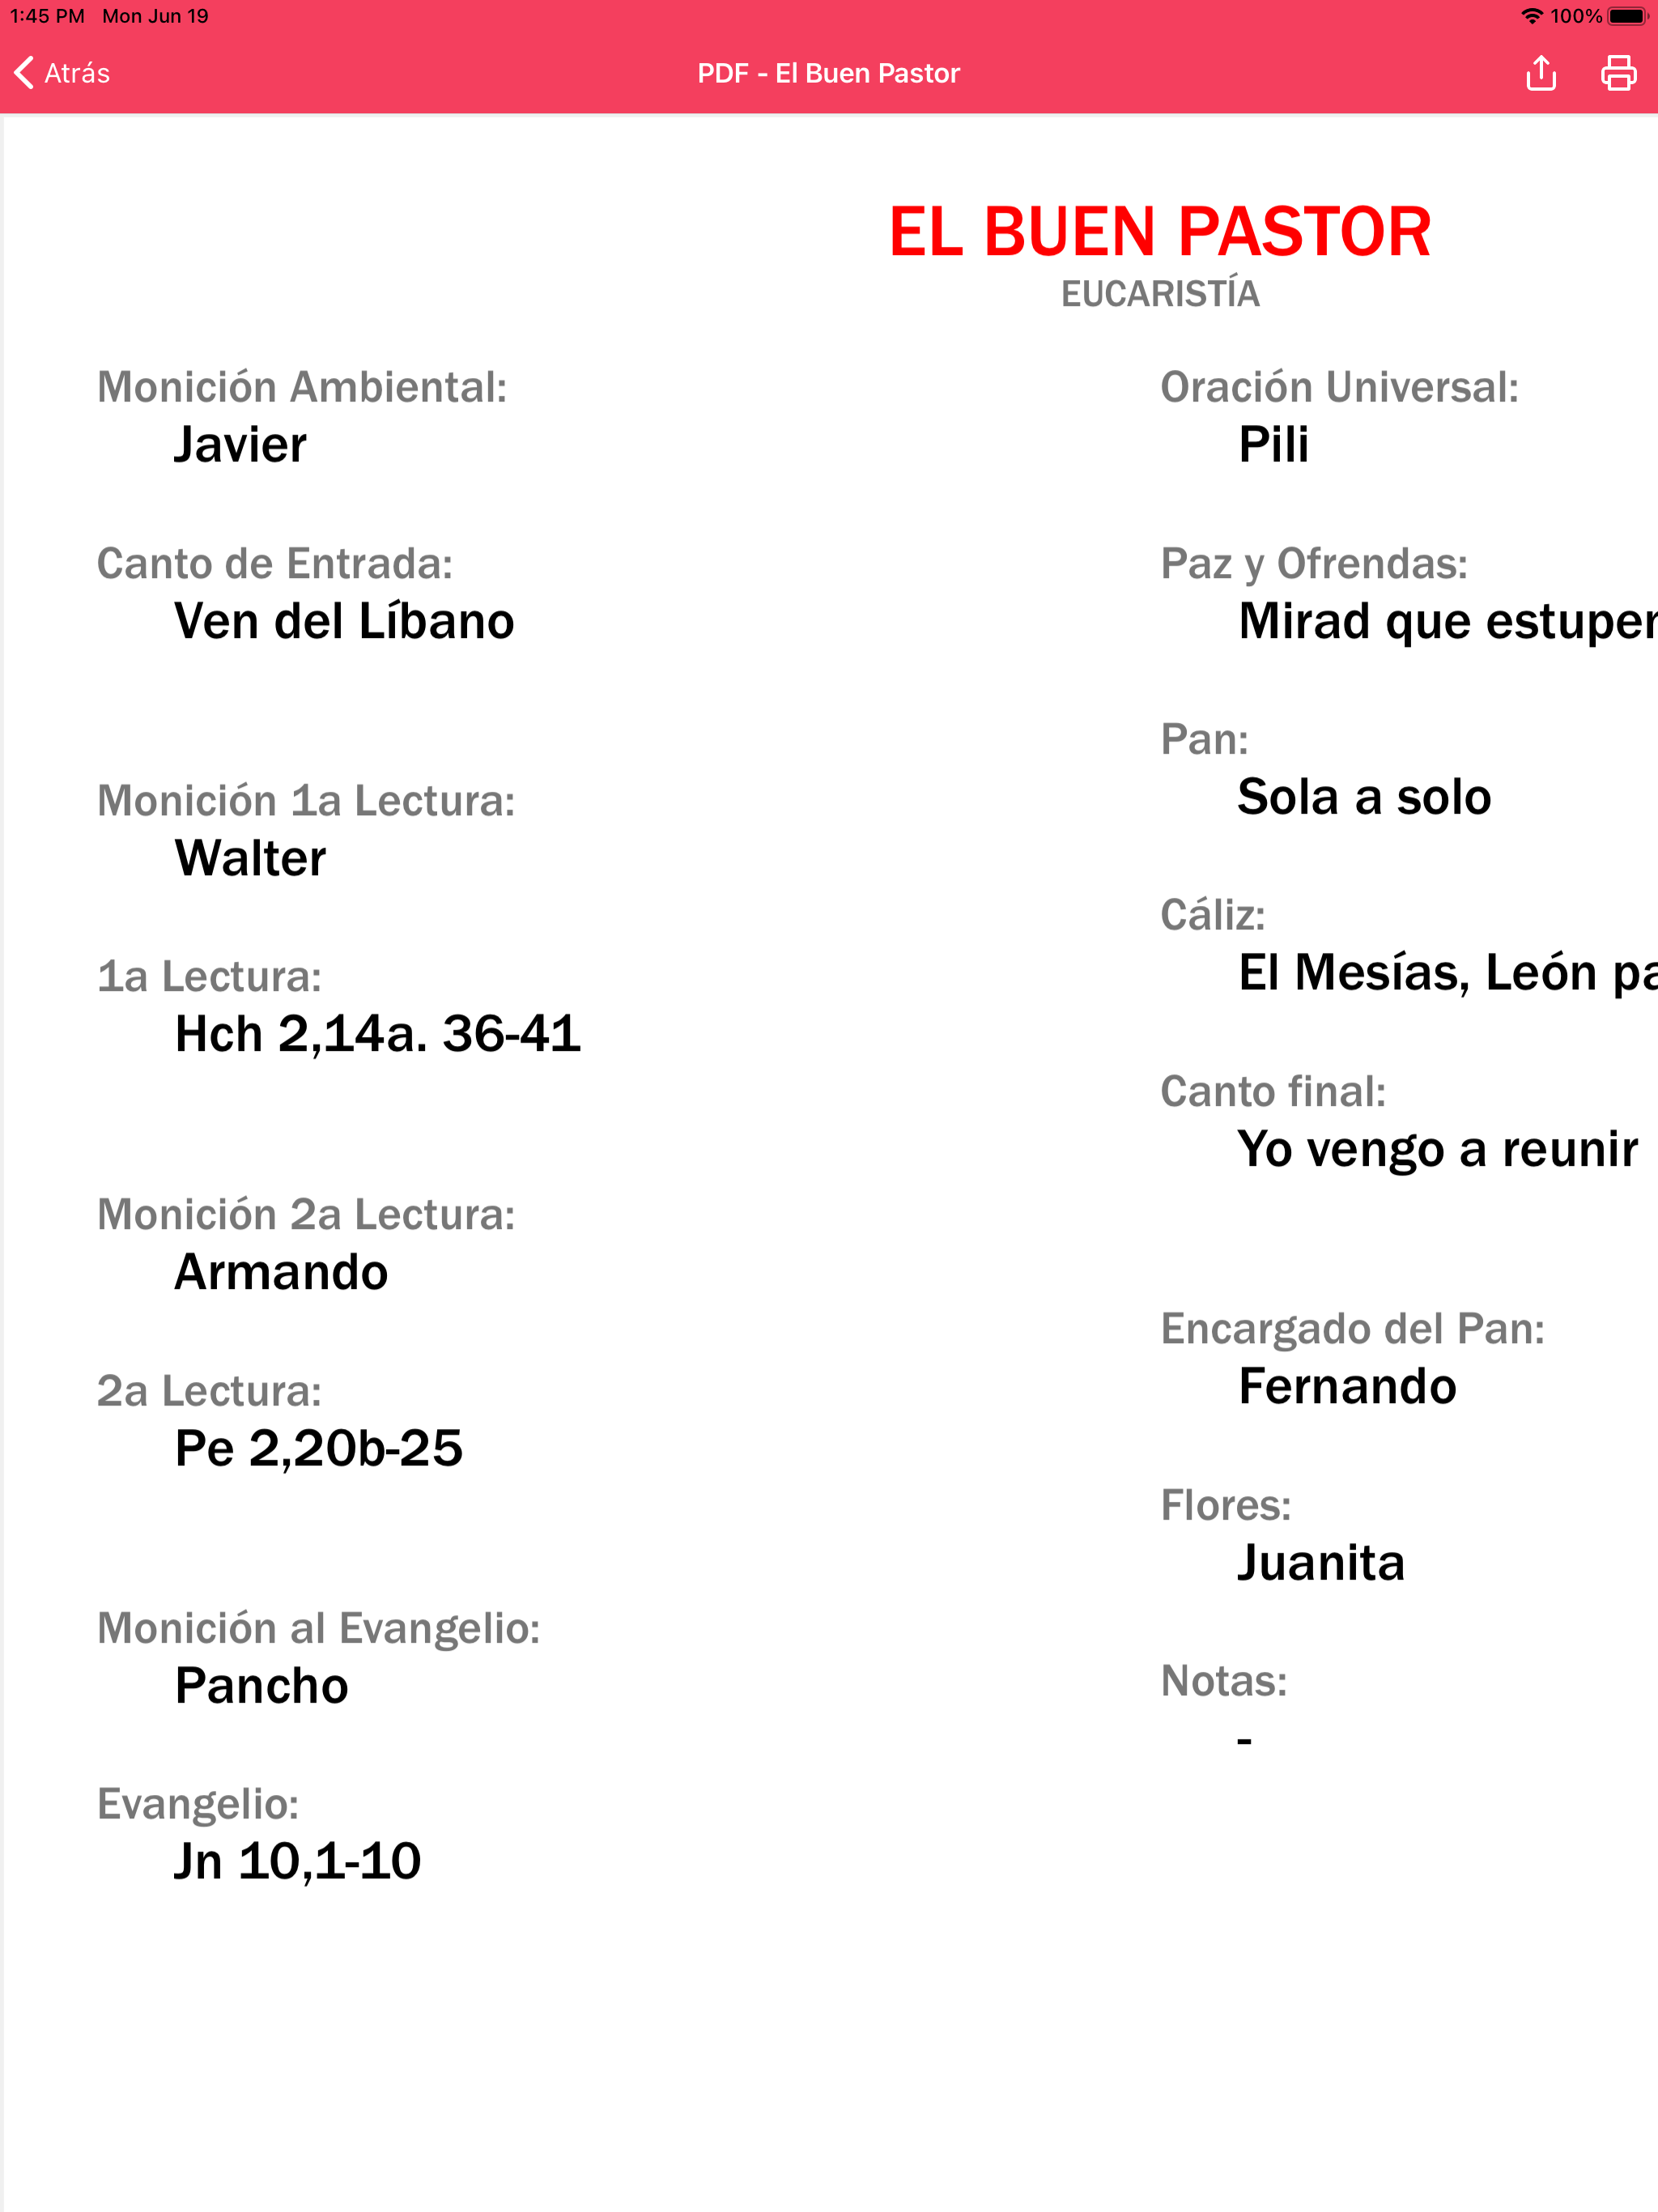 1:45 PM Mon Jun 19
100%
Atrás
PDF - El Buen Pastor
EL BUEN PASTOR
EUCARISTÍA
Monición Ambiental:
Javier
Canto de Entrada:
Ven del Líbano
Monición 1a Lectura:
Walter
1a Lectura:
Hch 2,14a. 36-41
Monición 2a Lectura:
Armando
2a Lectura:
Pe 2,20b-25
Monición al Evangelio:
Pancho
Evangelio:
Jn 10,1-10
Oración Universal:
Pili
Paz y Ofrendas:
Mirad que
Pan:
Sola a solo
Cáliz:
El Mesías, León
Canto final:
Yo vengo a reunir
Encargado del Pan:
Fernando
Flores:
Juanita
Notas:
-